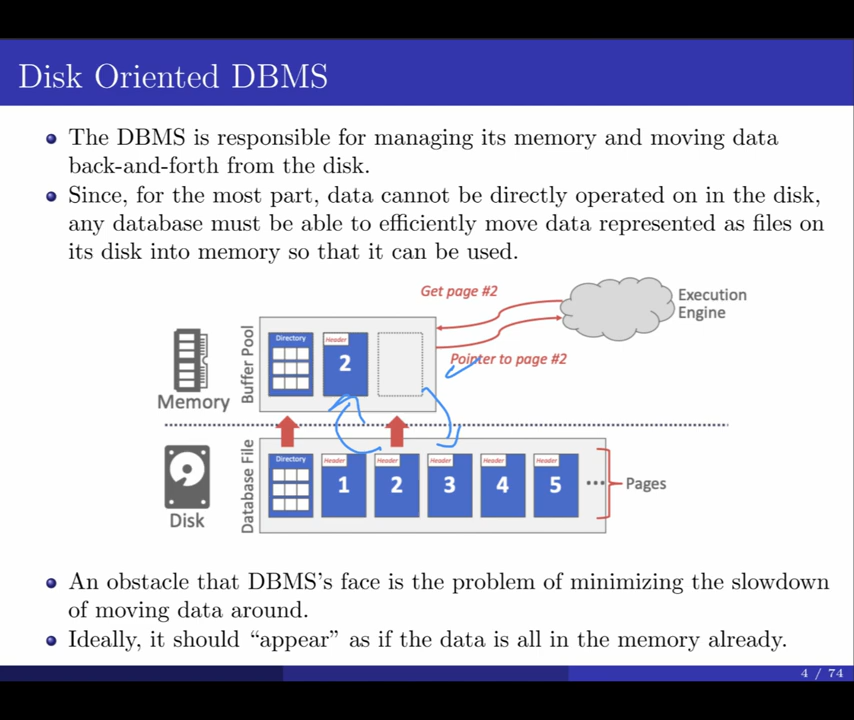 Disk Oriented DBMS
The DBMS is responsible for managing its memory and moving data
back-and-forth from the disk.
Since, for the most part, data cannot be directly operated on in the disk,
any database must be able to efficiently move data represented as files on
its disk into memory so that it can be used.
Get page #2
Execution
Engine
Buffer Pool
Directory
Header
2
Pointer to page #2
Memory
Database File
Directory
Header
1
Header
2
Header
3
Header
4
Header
5
...
Pages
Disk
An obstacle that DBMS's face is the problem of minimizing the slowdown
of moving data around.
Ideally, it should “appear” as if the data is all in the memory already.
4 / 74